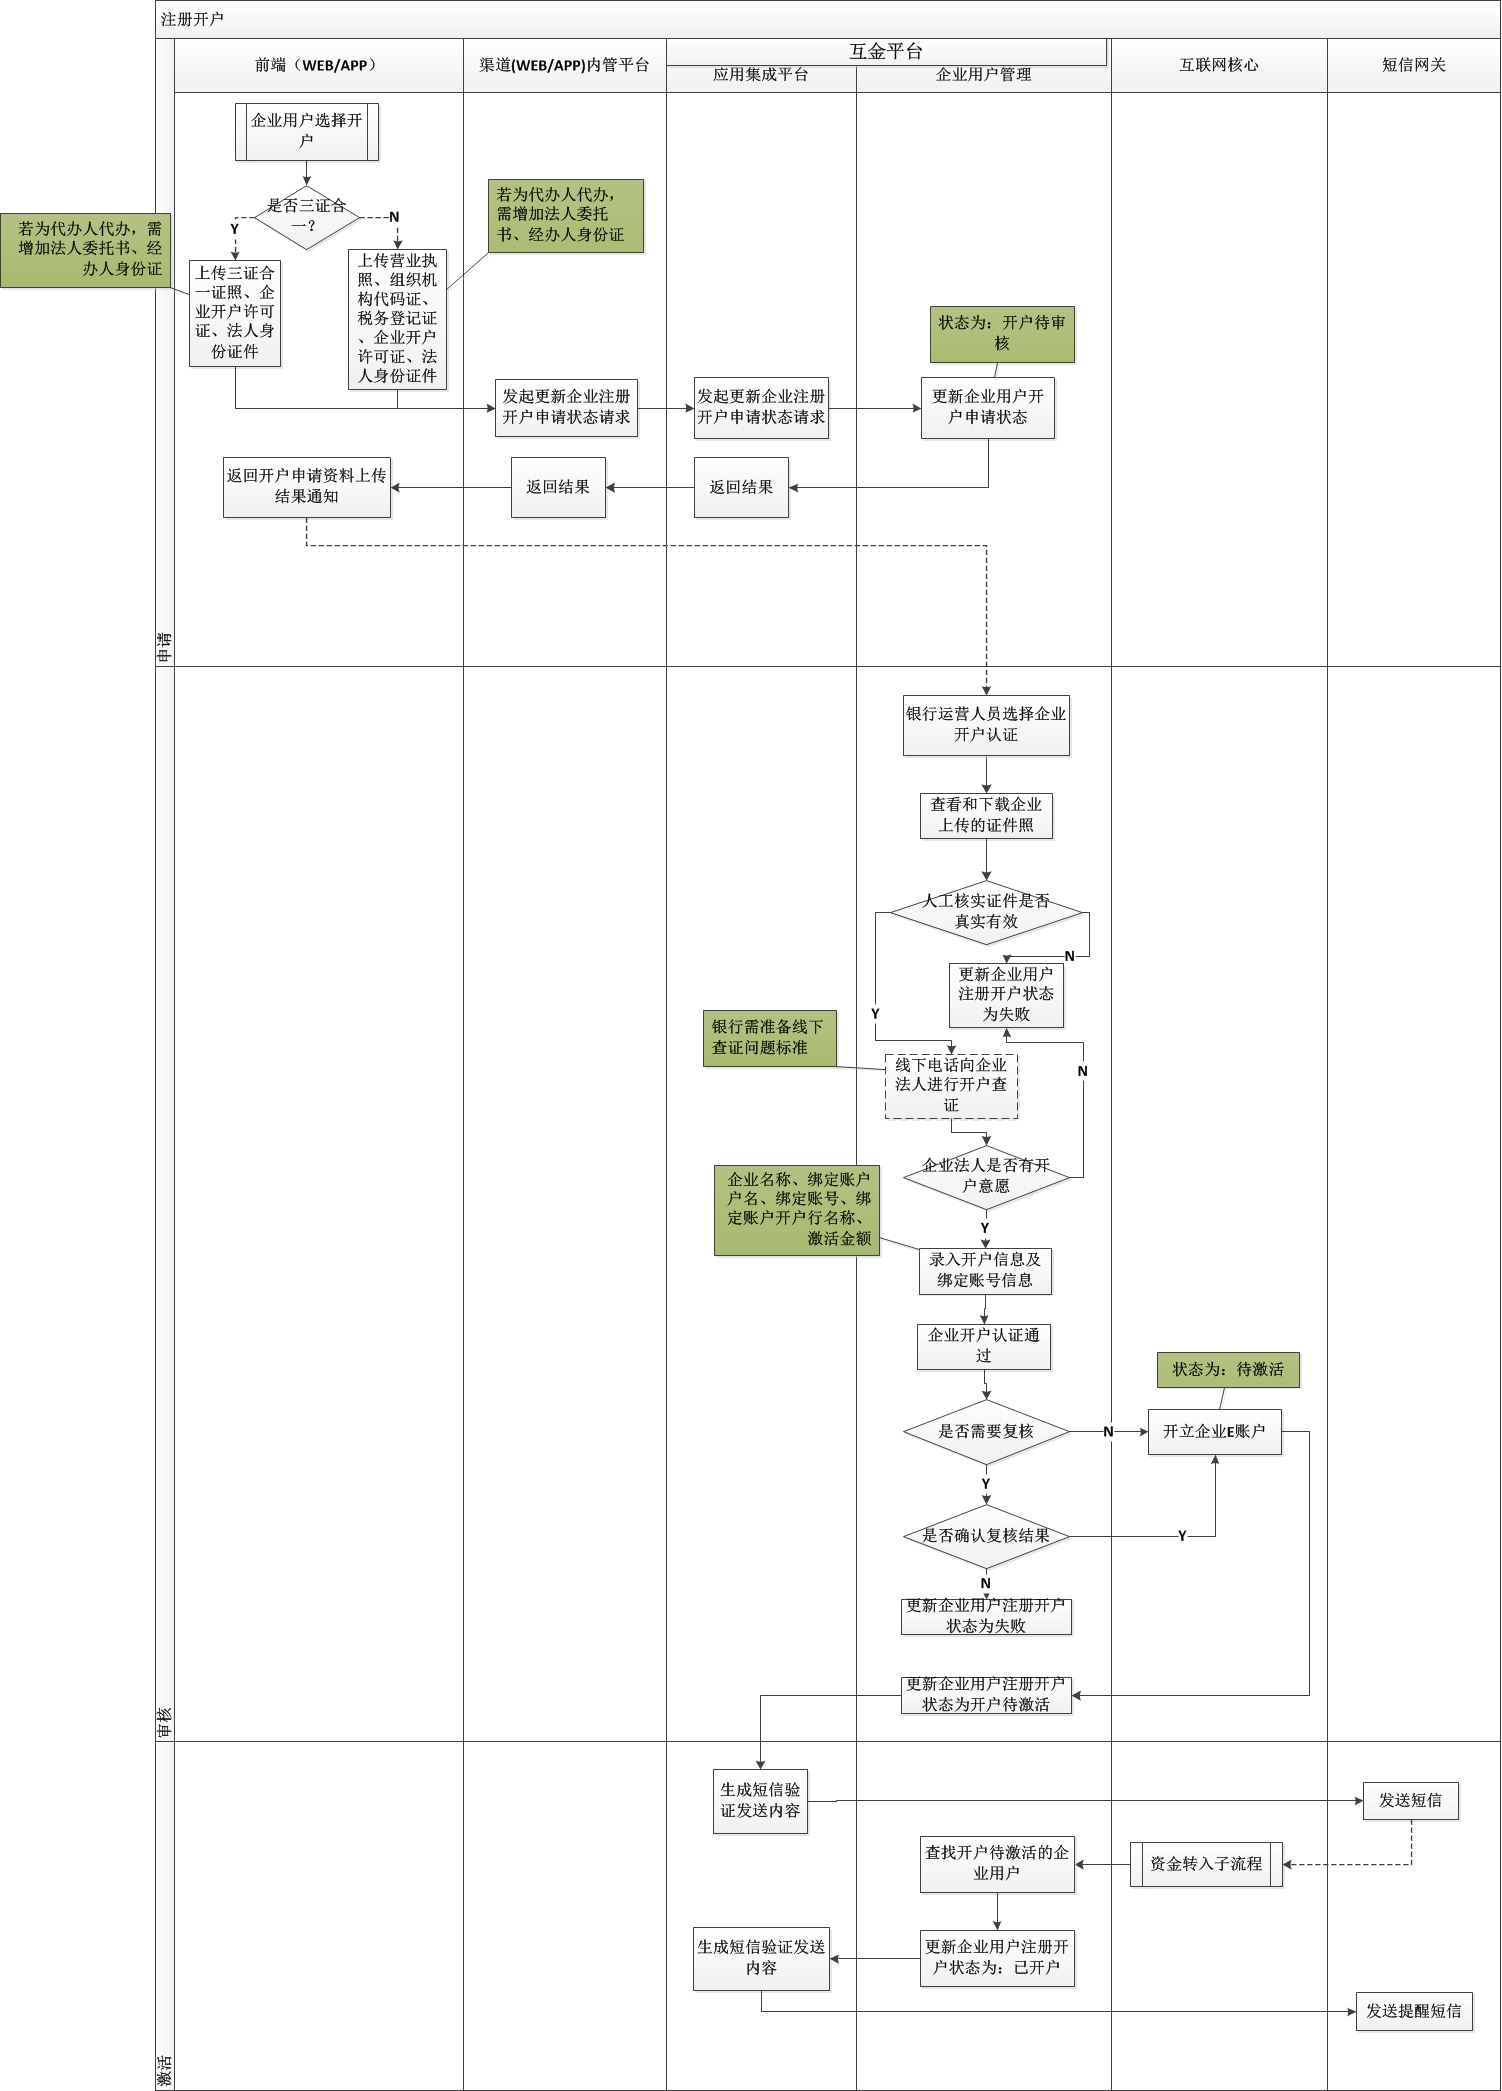 注册开户
前端（WEB/APP）
渠道(WEB/APP)内管平台
互金平台
应用集成平台
企业用户管理
互联网核心
短信网关
申请
企业用户选择开
户
是否三证合
一？
Y
N
若为代办人代办，需
增加法人委托书、经
办人身份证
若为代办人代办，
需增加法人委托
书、经办人身份证
上传三证合
一证照、企
业开户许可
证、法人身
份证件
上传营业执
照、组织机
构代码证、
税务登记证
、企业开户
许可证、法
人身份证件
状态为：开户待审
核
发起更新企业注册
开户申请状态请求
发起更新企业注册
开户申请状态请求
更新企业用户开
户申请状态
返回开户申请资料上传
结果通知
返回结果
返回结果
审核
银行运营人员选择企业
开户认证
查看和下载企业
上传的证件照
人工核实证件是否
真实有效
N
Y
更新企业用户
注册开户状态
为失败
银行需准备线下
查证问题标准
线下电话向企业
法人进行开户查
证
N
企业法人是否有开
户意愿
Y
企业名称、绑定账户
户名、绑定账号、绑
定账户开户行名称、
激活金额
录入开户信息及
绑定账号信息
企业开户认证通
过
状态为：待激活
是否需要复核
N
开立企业E账户
Y
是否确认复核结果
Y
N
更新企业用户注册开户
状态为失败
更新企业用户注册开户
状态为开户待激活
激活
生成短信验
证发送内容
发送短信
查找开户待激活的企
业用户
资金转入子流程
更新企业用户注册开
户状态为：已开户
生成短信验证发送
内容
发送提醒短信